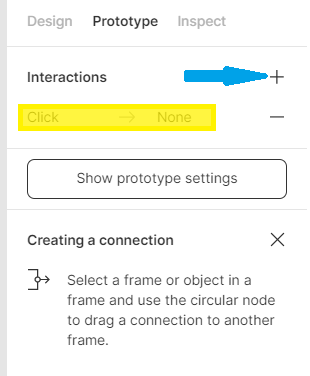 Design Prototype Inspect
Interactions
Click None
Show prototype settings
Creating a connection
Select a frame or object in a
frame and use the circular node
to drag a connection to another
frame.